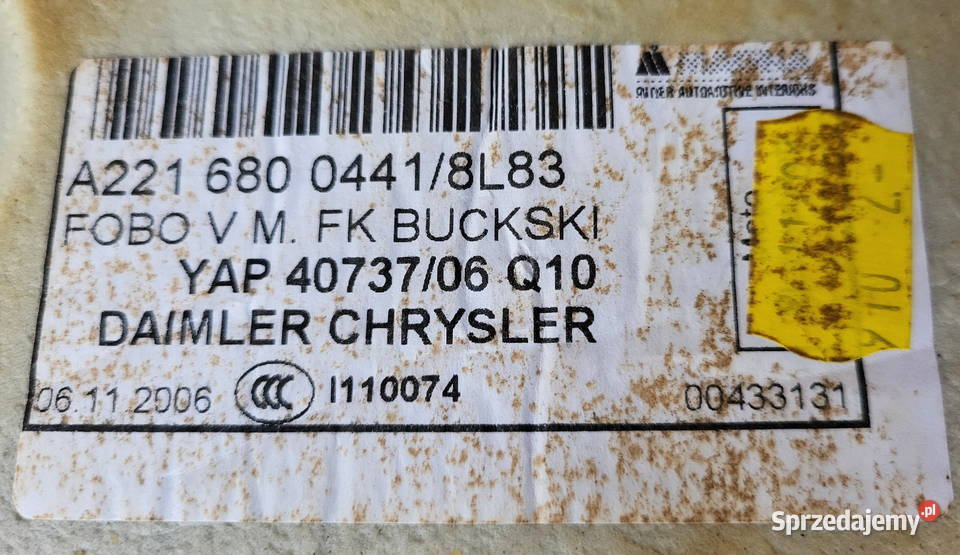 AUTOMOTIVE INTERIORS
A221 680 0441/8L83
FOBO V M. FK BUCKSKI
YAP 40737/06 Q10
DAIMLER CHRYSLER
06.11.2006 CCC I110074 00433131
Sprzedajemy.pl